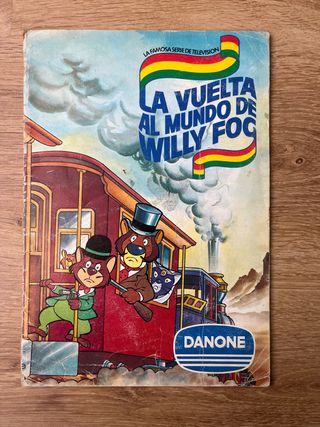 LA FAMOSA SERIE DE TELEVISION
LA VUELTA
AL MUNDO DE
WILLY FOG
DANONE